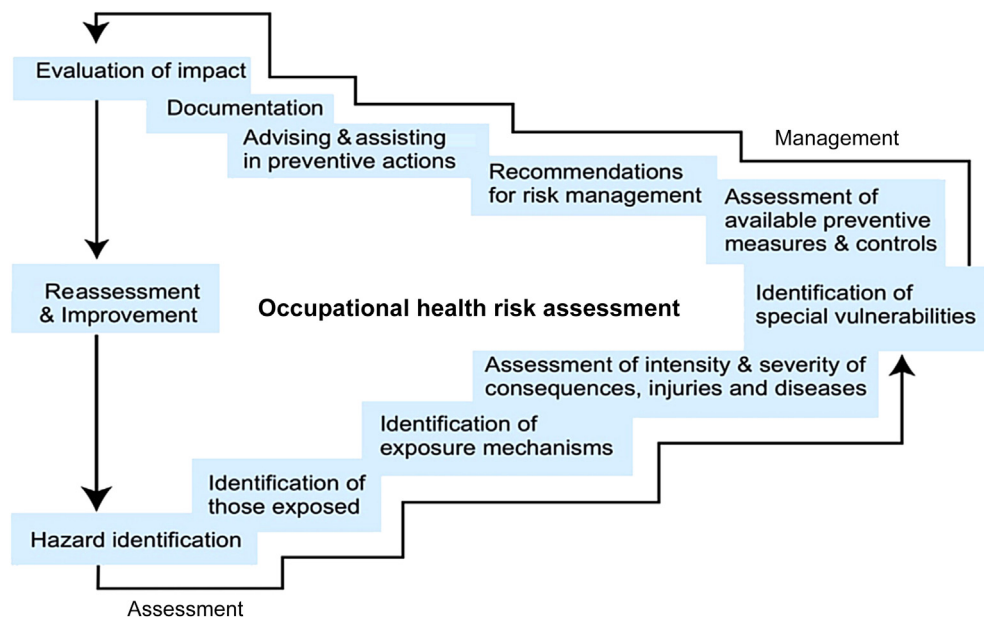 Evaluation of impact
Documentation
Advising & assisting
in preventive actions
Management
Recommendations
for risk management
Assessment of
available preventive
measures & controls
Reassessment
& Improvement
Occupational health risk assessment
Identification of
special vulnerabilities
Assessment of intensity & severity of
consequences, injuries and diseases
Identification of
exposure mechanisms
Identification of
those exposed
Hazard identification
Assessment